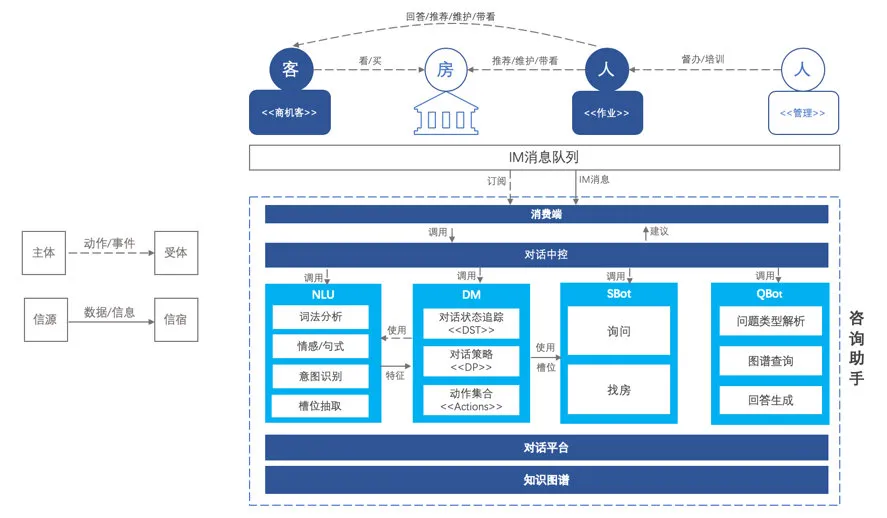 回答/推荐/维护/带看
客
看/买
房
推荐/维护/带看
人
督办/培训
人
<<商机客>>
<<作业>>
<<管理>>
IM消息队列
订阅
IM消息
消费端
调用
建议
对话中控
主体
动作/事件
受体
信源
数据/信息
信宿
调用
调用
调用
调用
NLU
词法分析
情感/句式
意图识别
槽位抽取
使用
特征
DM
对话状态追踪
<<DST>>
对话策略
<<DP>>
动作集合
<<Actions>>
使用
槽位
SBot
询问
找房
QBot
问题类型解析
图谱查询
回答生成
咨询助手
对话平台
知识图谱